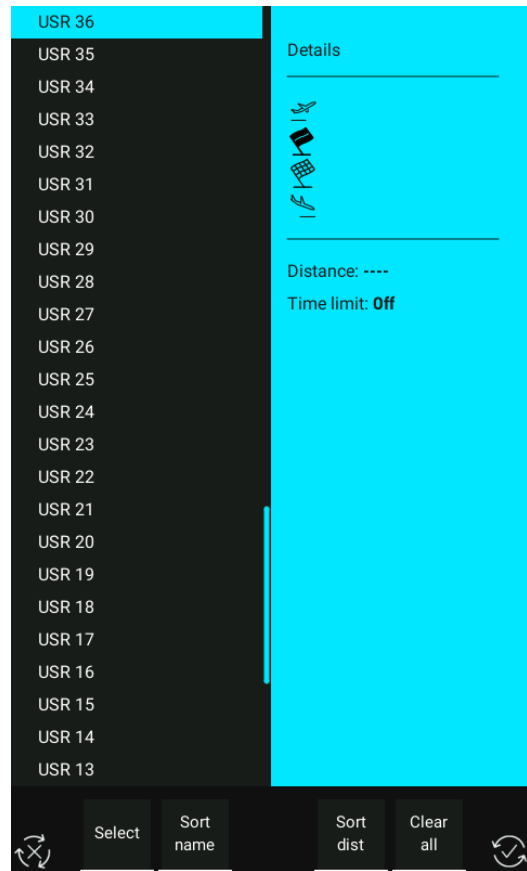 USR 36
USR 35
USR 34
USR 33
USR 32
USR 31
USR 30
USR 29
USR 28
USR 27
USR 26
USR 25
USR 24
USR 23
USR 22
USR 21
USR 20
USR 19
USR 18
USR 17
USR 16
USR 15
USR 14
USR 13
Details
Distance: ----
Time limit: Off
Select
Sort
name
Sort
dist
Clear
all